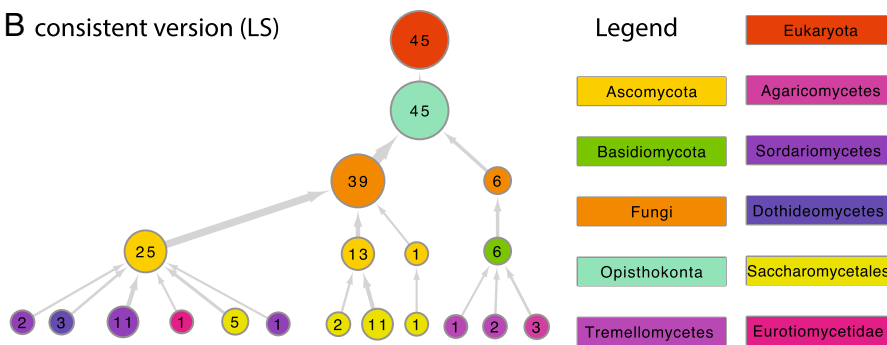 B consistent version (LS)
Legend
45
45
39
6
25
13
1
6
2
3
11
1
5
1
2
11
1
1
2
3
Eukaryota
Ascomycota
Agaricomycetes
Basidiomycota
Sordariomycetes
Fungi
Dothideomycetes
Opisthokonta
Saccharomycetales
Tremellomycetes
Eurotiomycetidae